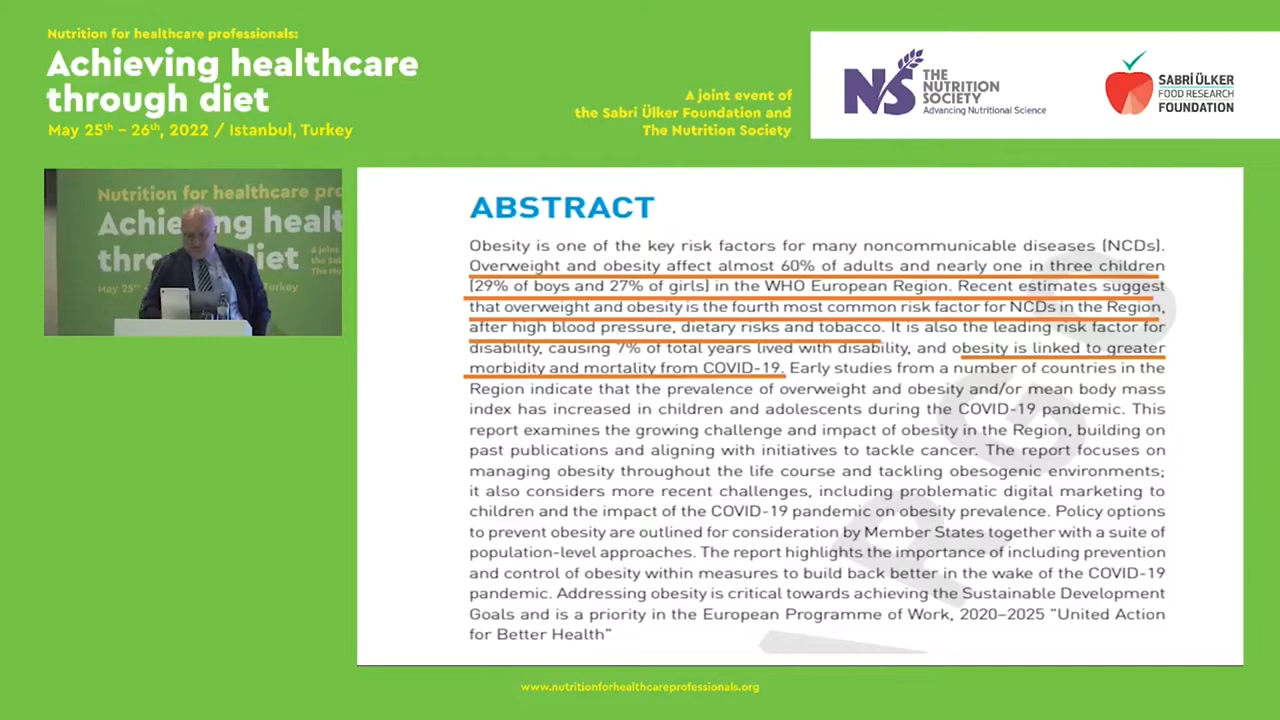 Nutrition for healthcare professionals:
Achieving healthcare
through diet
May 25th – 26th, 2022 / Istanbul, Turkey
A joint event of
the Sabri Ülker Foundation and
The Nutrition Society
NS
THE
NUTRITION
SOCIETY
Advancing Nutritional Science
SABRİ ÜLKER
FOOD RESEARCH
FOUNDATION
Nutrition for healthcare pr
Achie ng healt
thro diet
May 25th
A joint
the Sa
The N
ABSTRACT
Obesity is one of the key risk factors for many noncommunicable diseases (NCDs).
Overweight and obesity affect almost 60% of adults and nearly one in three children
(29% of boys and 27% of girls) in the WHO European Region. Recent estimates suggest
that overweight and obesity is the fourth most common risk factor for NCDs in the Region,
after high blood pressure, dietary risks and tobacco. It is also the leading risk factor for
disability, causing 7% of total years lived with disability, and obesity is linked to greater
morbidity and mortality from COVID-19. Early studies from a number of countries in the
Region indicate that the prevalence of overweight and obesity and/or mean body mass
index has increased in children and adolescents during the COVID-19 pandemic. This
report examines the growing challenge and impact of obesity in the Region, building on
past publications and aligning with initiatives to tackle cancer. The report focuses on
managing obesity throughout the life course and tackling obesogenic environments;
it also considers more recent challenges, including problematic digital marketing to
children and the impact of the COVID-19 pandemic on obesity prevalence. Policy options
to prevent obesity are outlined for consideration by Member States together with a suite of
population-level approaches. The report highlights the importance of including prevention
and control of obesity within measures to build back better in the wake of the COVID-19
pandemic. Addressing obesity is critical towards achieving the Sustainable Development
Goals and is a priority in the European Programme of Work, 2020–2025 “United Action
for Better Health”
www.nutritionforhealthcareprofessionals.org